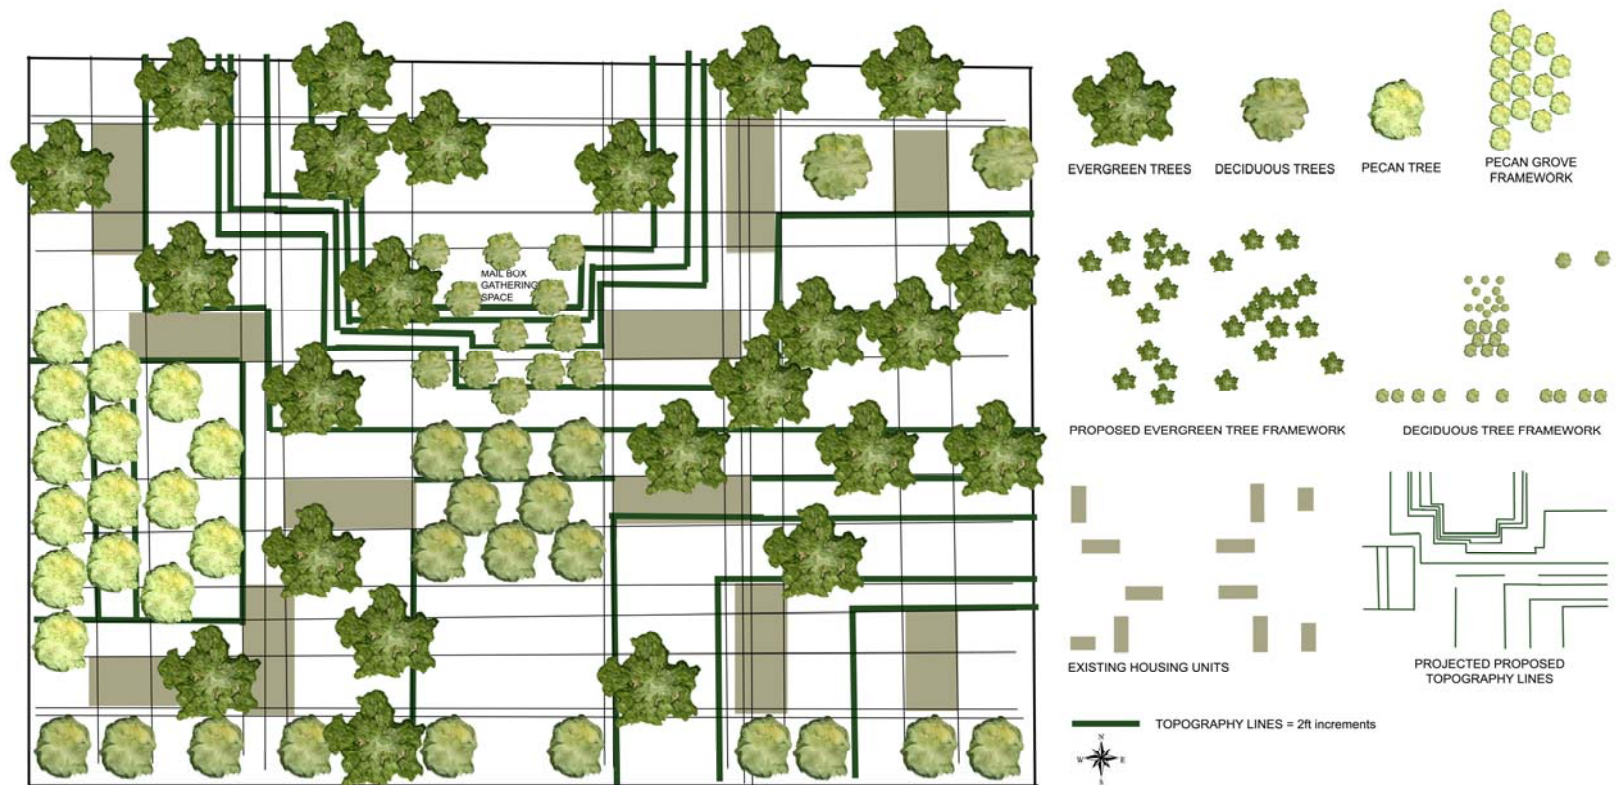 MAIL BOX
GATHERING
SPACE
EVERGREEN TREES
DECIDUOUS TREES
PECAN TREE
PECAN GROVE
FRAMEWORK
PROPOSED EVERGREEN TREE FRAMEWORK
DECIDUOUS TREE FRAMEWORK
EXISTING HOUSING UNITS
PROJECTED PROPOSED
TOPOGRAPHY LINES
TOPOGRAPHY LINES = 2ft increments
N
W E
S